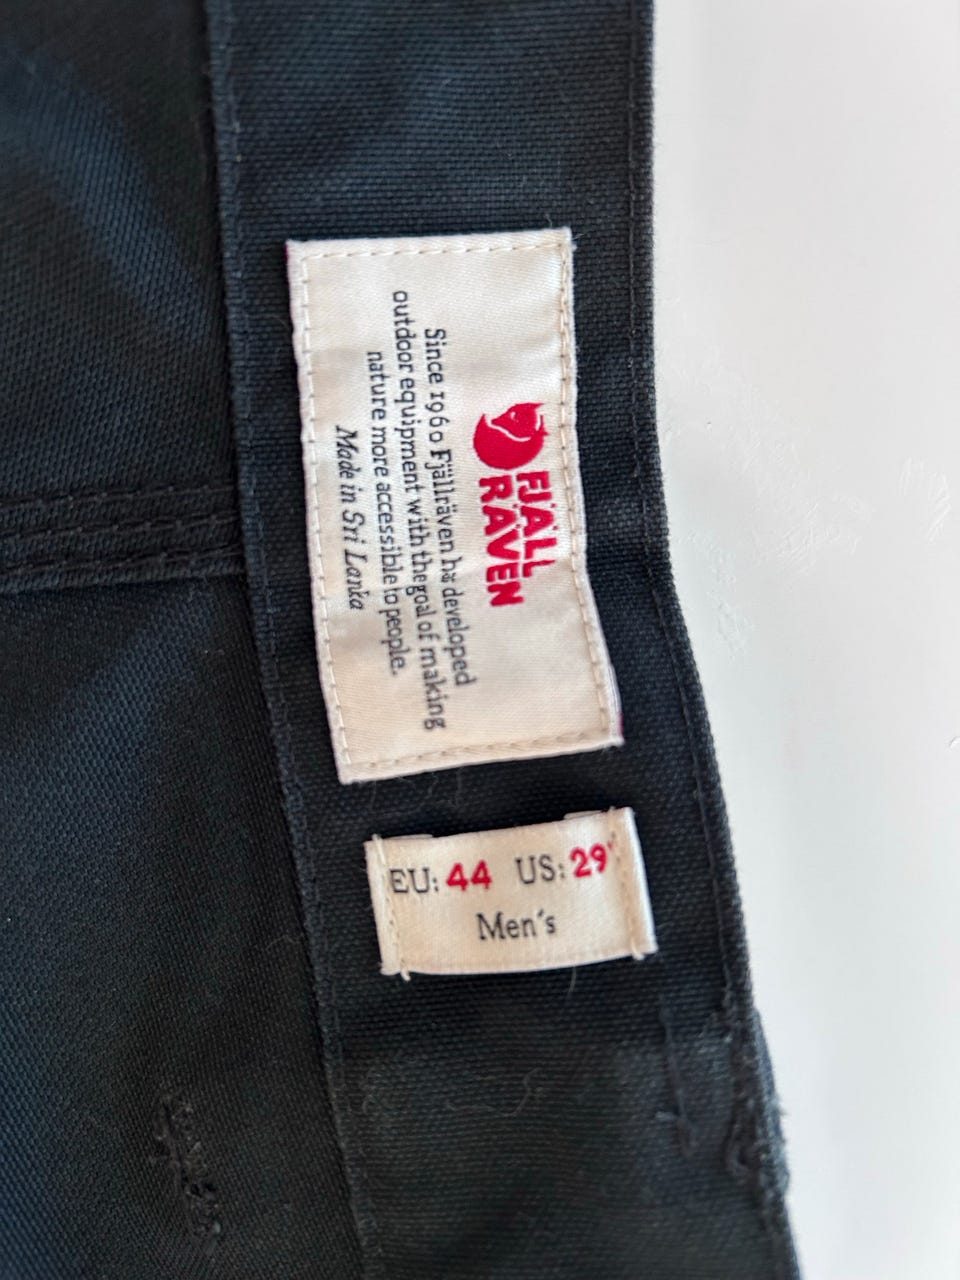 FJÄLL
RÄVEN
Since 1960 Fjällräven has developed
outdoor equipment with the goal of making
nature more accessible to people.
Made in Sri Lanka
EU: 44 US: 29"
Men's